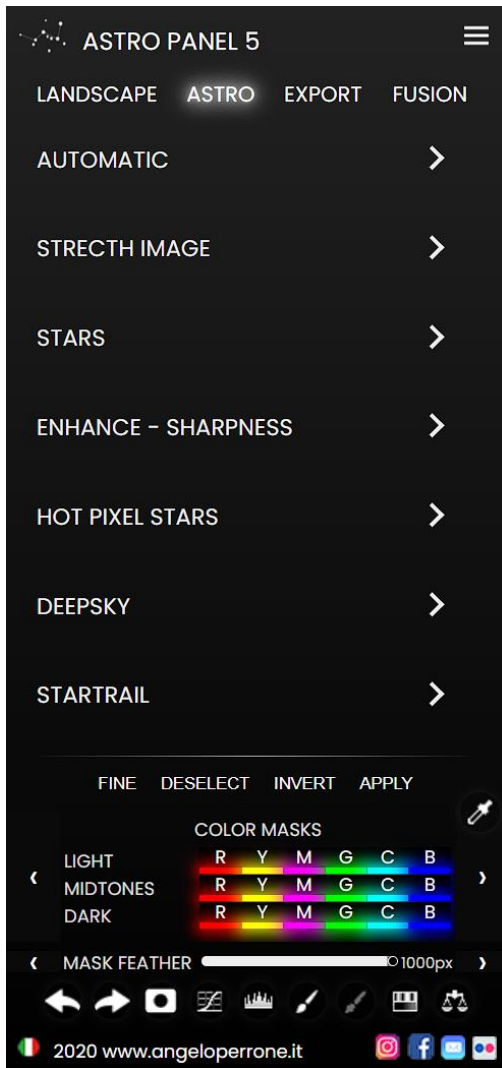 ASTRO PANEL 5
LANDSCAPE ASTRO EXPORT FUSION
AUTOMATIC
STRECTH IMAGE
STARS
ENHANCE - SHARPNESS
HOT PIXEL STARS
DEEPSKY
STARTRAIL
FINE DESELECT INVERT APPLY
COLOR MASKS
LIGHT R Y M G C B
MIDTONES R Y M G C B
DARK R Y M G C B
MASK FEATHER 1000px
2020 www.angeloperrone.it